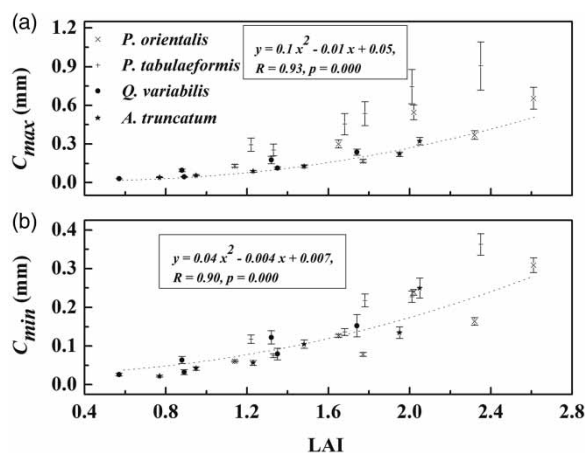 (a)
1.2
0.9
0.6
0.3
0.0
C max (mm)
P. orientalis
P. tabulaeformis
Q. variabilis
A. truncatum
y = 0.1 x² - 0.01 x + 0.05,
R = 0.93, p = 0.000
(b)
0.4
0.3
0.2
0.1
0.0
C min (mm)
y = 0.04 x² - 0.004 x + 0.007,
R = 0.90, p = 0.000
0.4 0.8 1.2 1.6 2.0 2.4 2.8
LAI